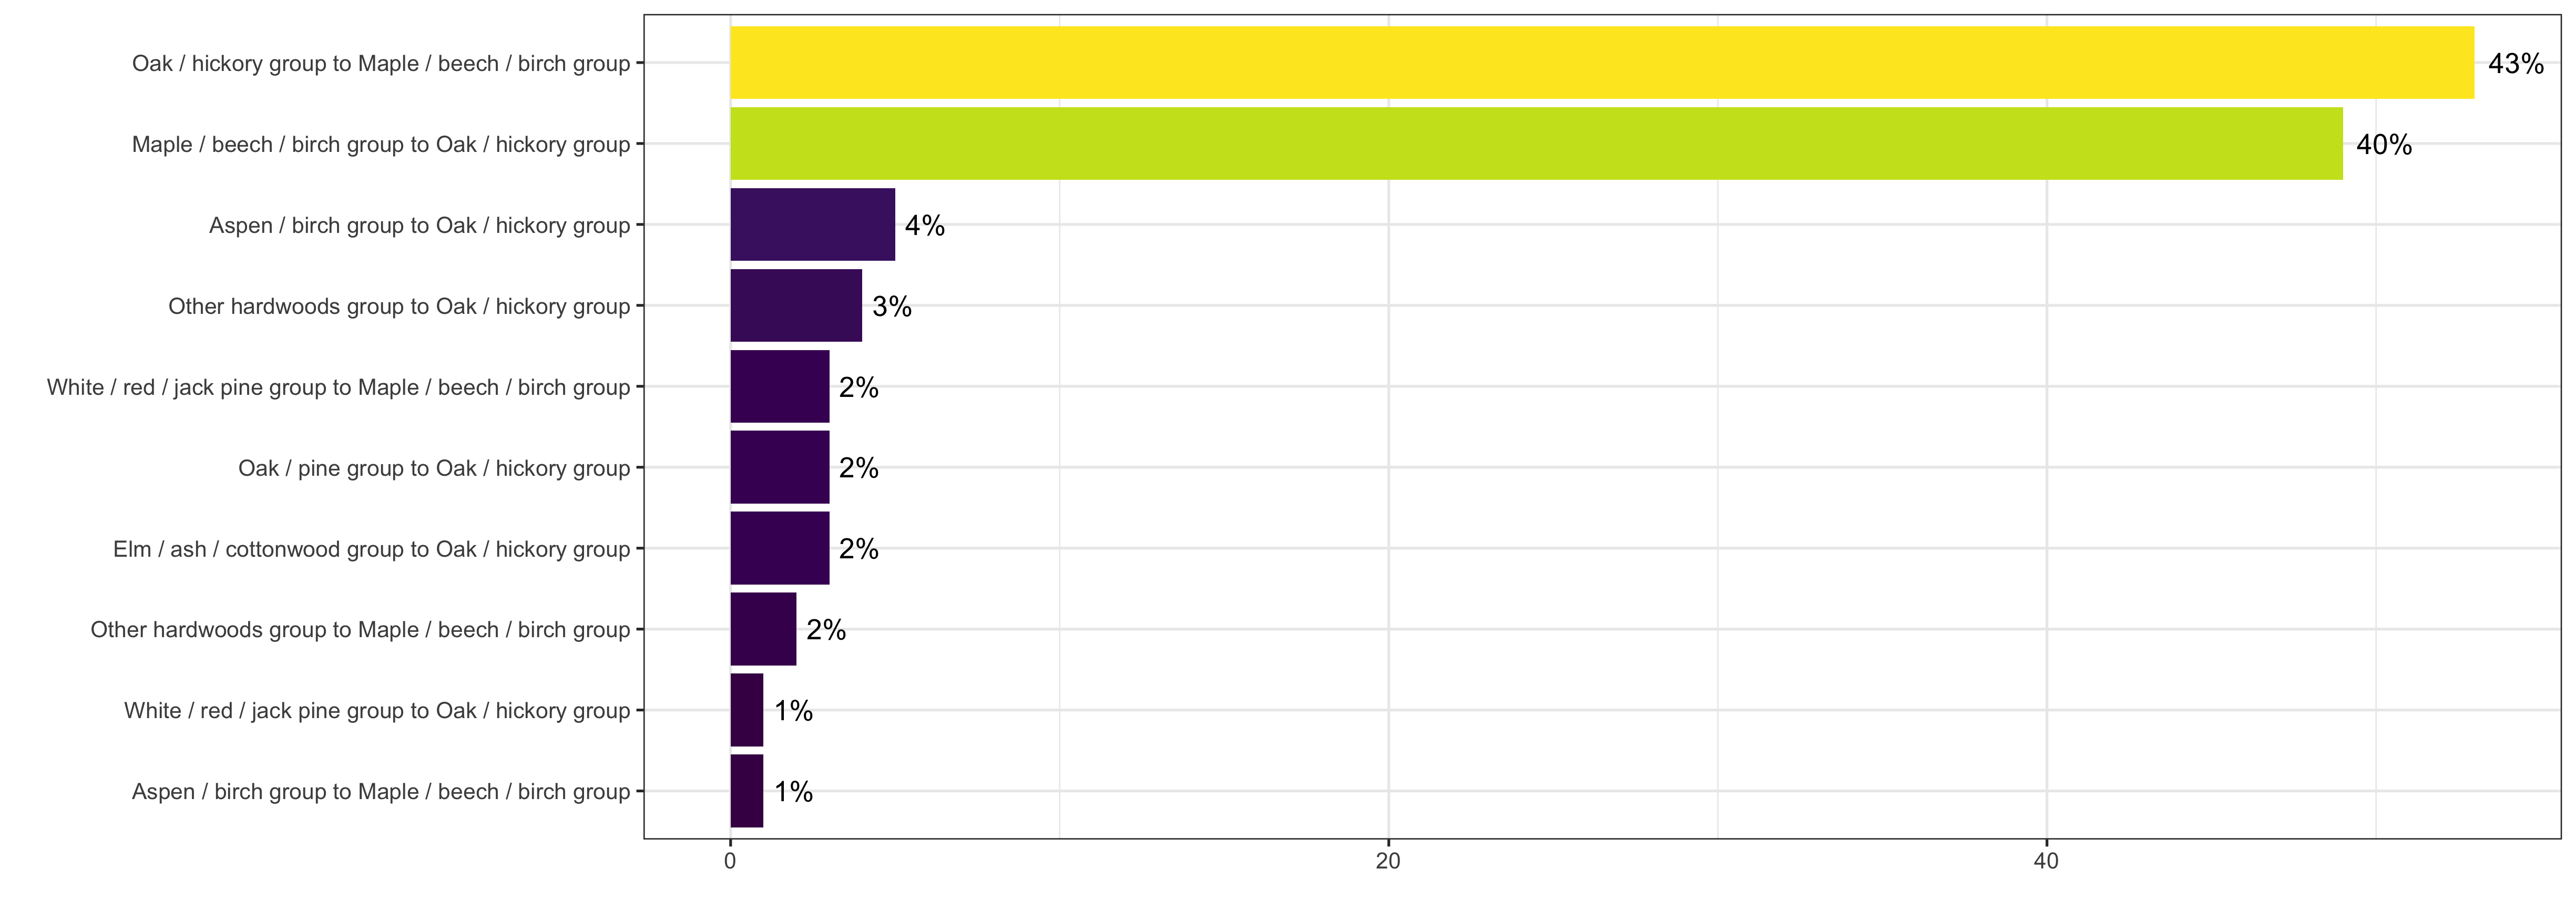 Oak / hickory group to Maple / beech / birch group 43%
Maple / beech / birch group to Oak / hickory group 40%
Aspen / birch group to Oak / hickory group 4%
Other hardwoods group to Oak / hickory group 3%
White / red / jack pine group to Maple / beech / birch group 2%
Oak / pine group to Oak / hickory group 2%
Elm / ash / cottonwood group to Oak / hickory group 2%
Other hardwoods group to Maple / beech / birch group 2%
White / red / jack pine group to Oak / hickory group 1%
Aspen / birch group to Maple / beech / birch group 1%
0 20 40